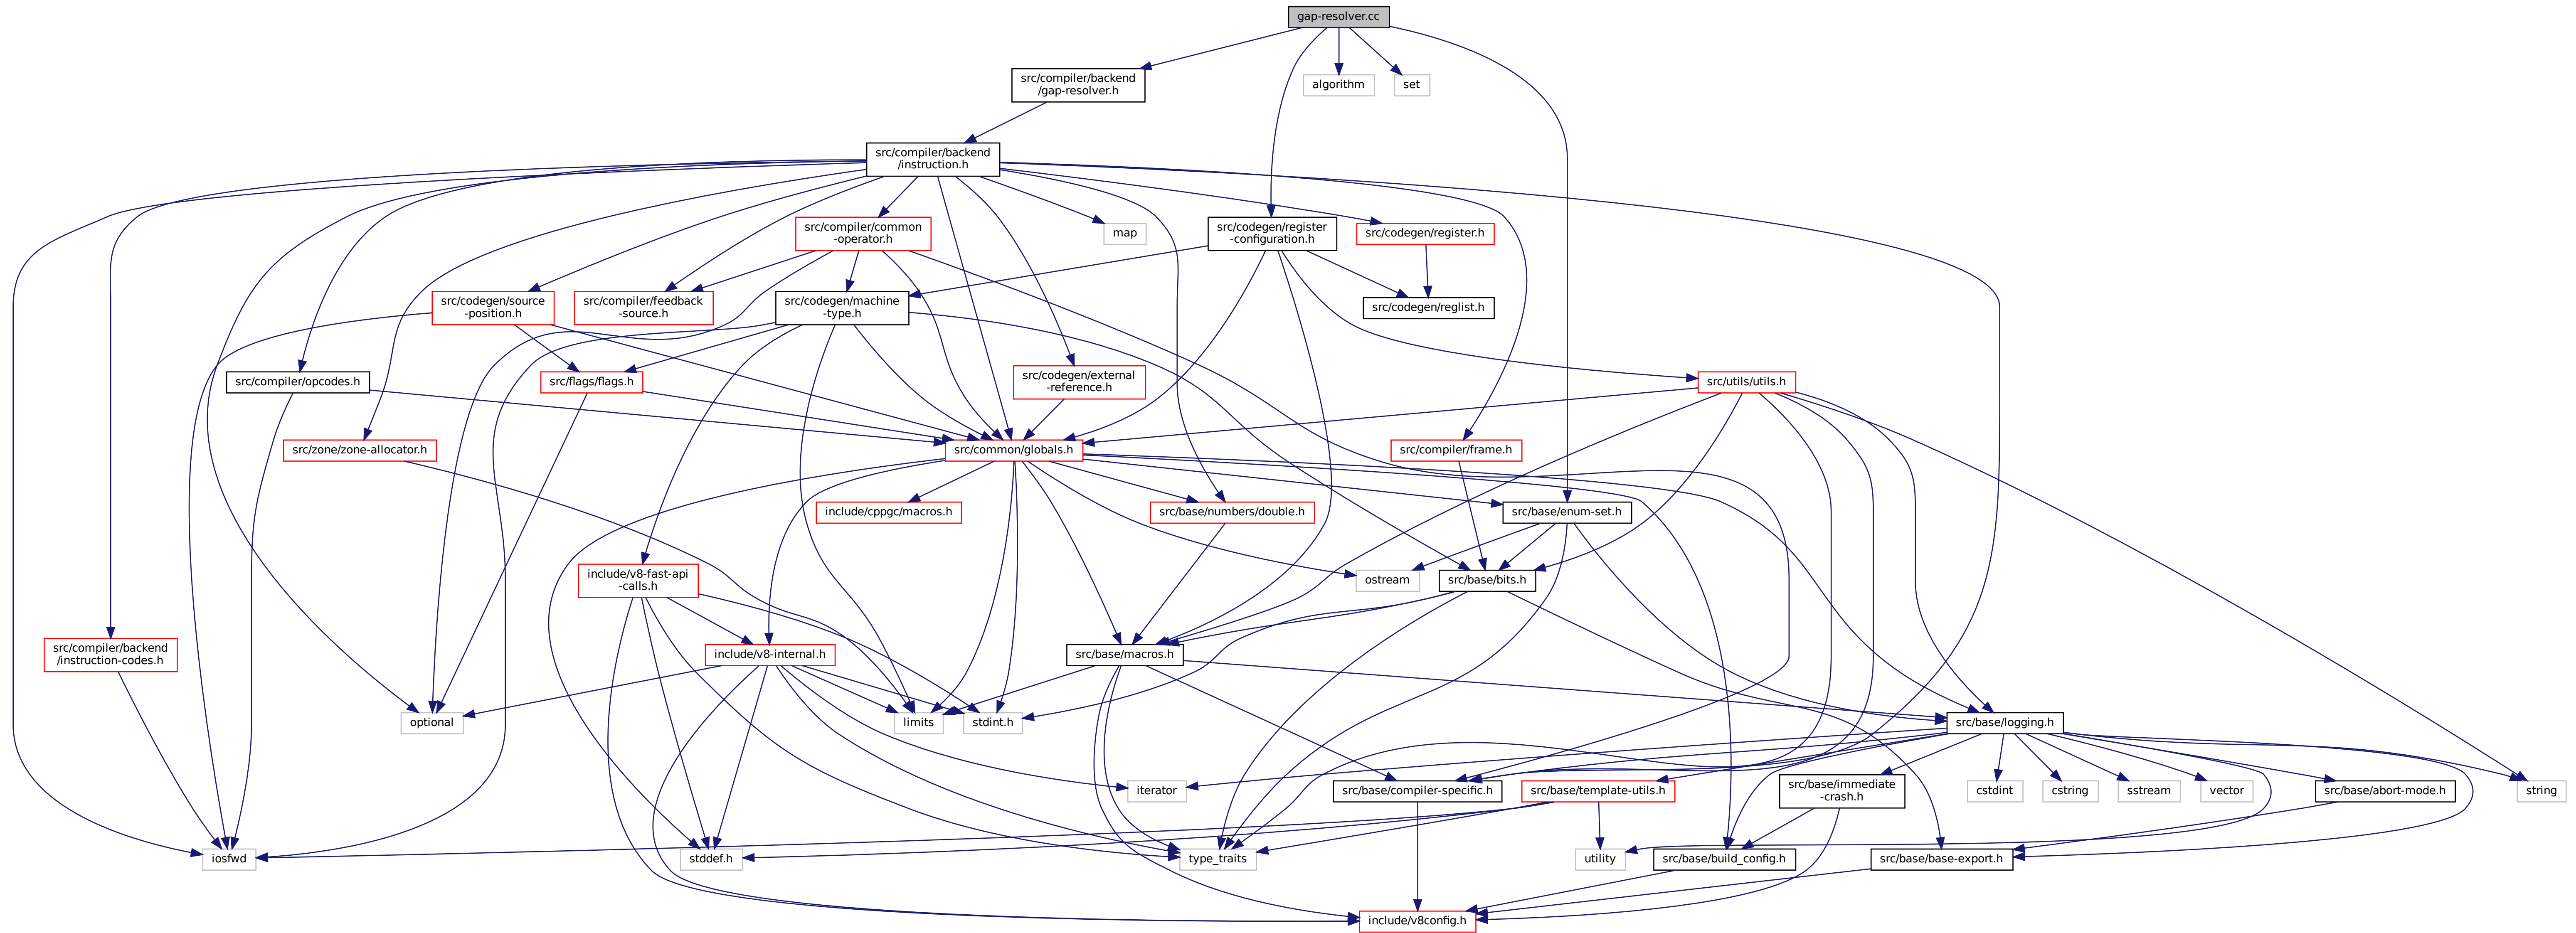 gap-resolver.cc
src/compiler/backend
/gap-resolver.h
algorithm
set
src/compiler/backend
/instruction.h
src/compiler/common
-operator.h
map
src/codegen/register
-configuration.h
src/codegen/register.h
src/codegen/source
-position.h
src/compiler/feedback
-source.h
src/codegen/machine
-type.h
src/codegen/reglist.h
src/compiler/opcodes.h
src/flags/flags.h
src/codegen/external
-reference.h
src/utils/utils.h
src/zone/zone-allocator.h
src/common/globals.h
src/compiler/frame.h
include/cppgc/macros.h
src/base/numbers/double.h
src/base/enum-set.h
include/v8-fast-api
-calls.h
ostream
src/base/bits.h
src/compiler/backend
/instruction-codes.h
include/v8-internal.h
src/base/macros.h
optional
limits
stdint.h
src/base/logging.h
iterator
src/base/compiler-specific.h
src/base/template-utils.h
src/base/immediate
-crash.h
cstdint
cstring
sstream
vector
src/base/abort-mode.h
string
iosfwd
stddef.h
type_traits
utility
src/base/build_config.h
src/base/base-export.h
include/v8config.h